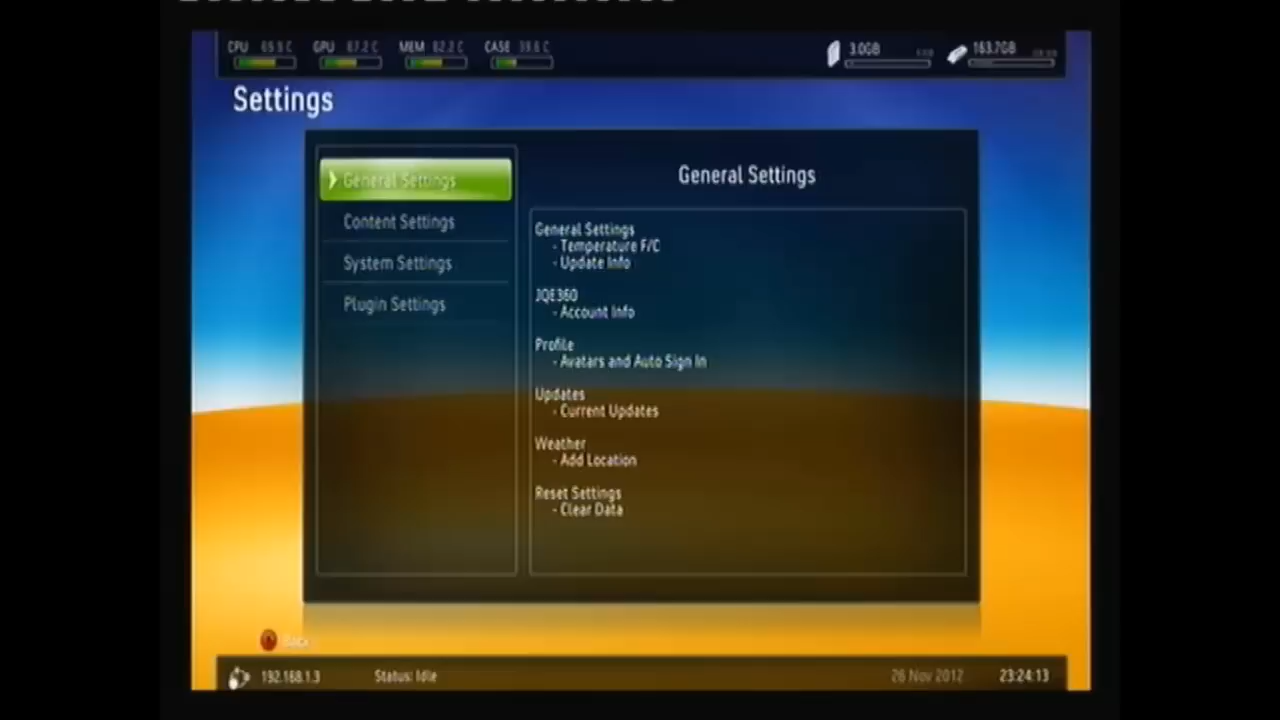 CPU GPU MEM CASE 3.0GB 163.7GB
Settings
General Settings
Content Settings
System Settings
Plugin Settings
General Settings
General Settings
- Temperature F/C
- Update Info
JQE360
- Account Info
Profile
- Avatars and Auto Sign In
Updates
- Current Updates
Weather
- Add Location
Reset Settings
- Clear Data
Back
192.168.1.3 Status: Idle 26 Nov 2012 23:24:13